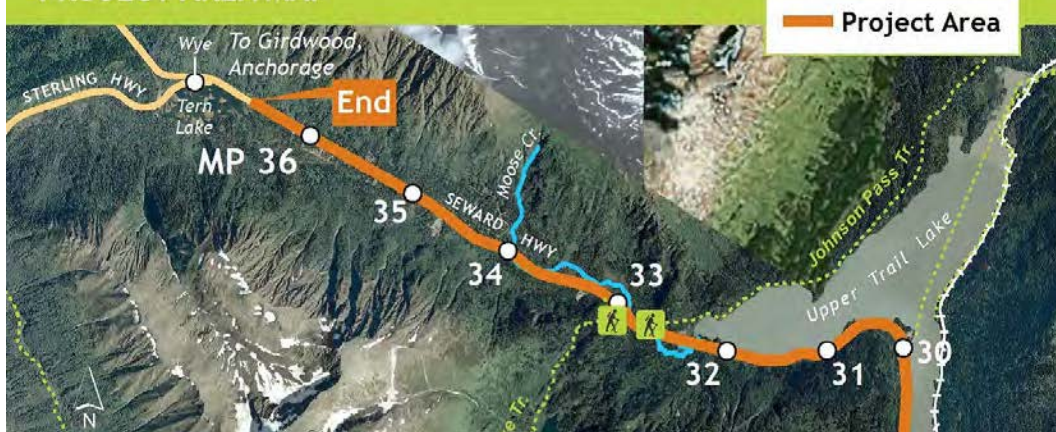 Project Area
Wye
To Girdwood,
Anchorage
STERLING HWY
Tern
Lake
End
MP 36
35
Moose Cr.
SEWARD HWY
34
33
Johnson Pass Tr.
Upper Trail Lake
32
31
30
Tr.
N